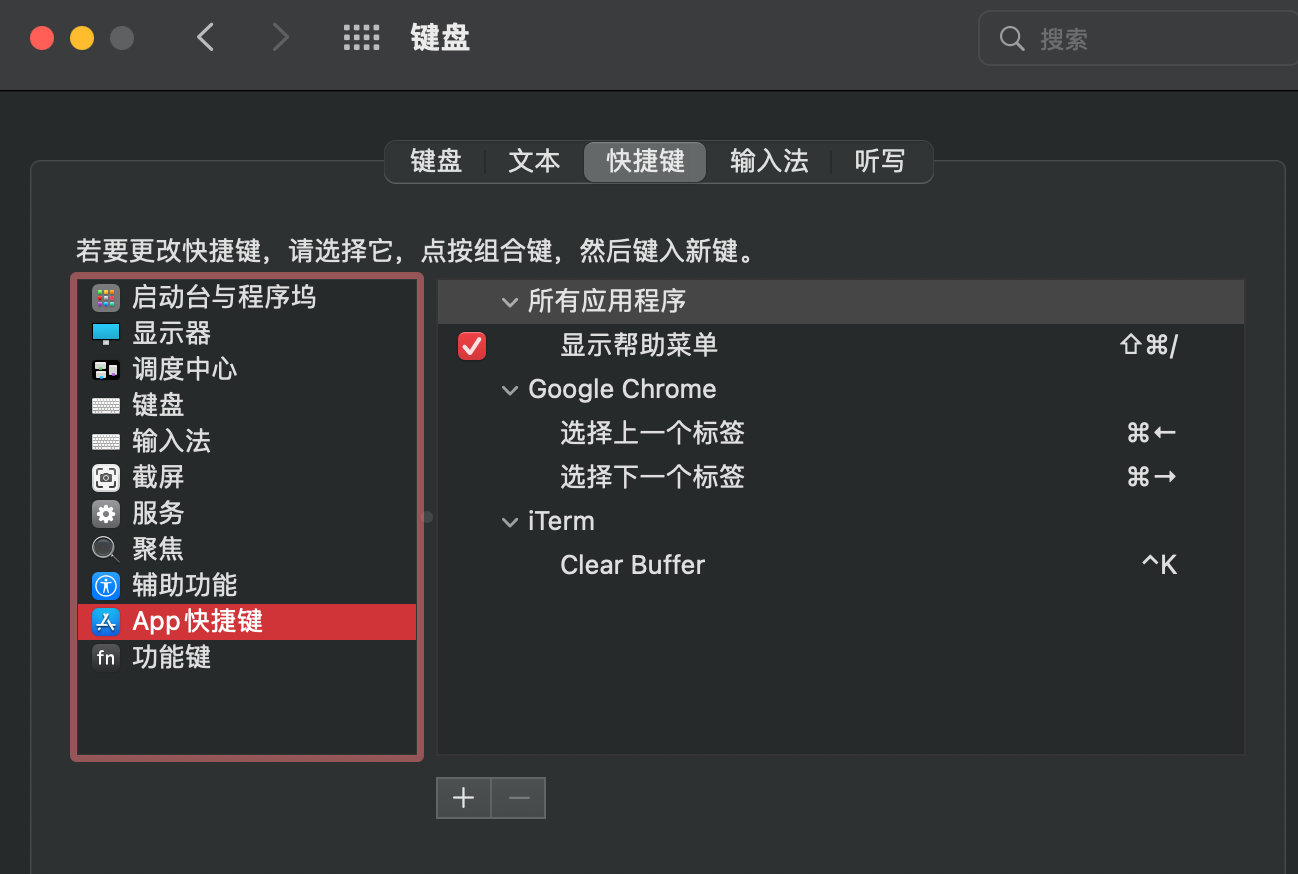 键盘
搜索
键盘 文本 快捷键 输入法 听写
若要更改快捷键，请选择它，点按组合键，然后键入新键。
启动台与程序坞
显示器
调度中心
键盘
输入法
截屏
服务
聚焦
辅助功能
App快捷键
fn 功能键
所有应用程序
显示帮助菜单 ⇧⌘/
Google Chrome
选择上一个标签 ⌘←
选择下一个标签 ⌘→
iTerm
Clear Buffer ^K